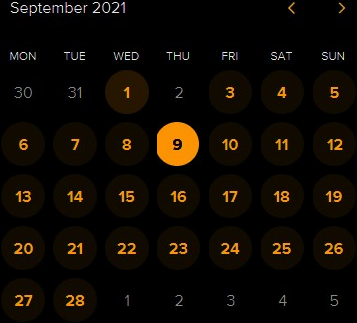 September 2021
MON TUE WED THU FRI SAT SUN
30 31 1 2 3 4 5
6 7 8 9 10 11 12
13 14 15 16 17 18 19
20 21 22 23 24 25 26
27 28 1 2 3 4 5